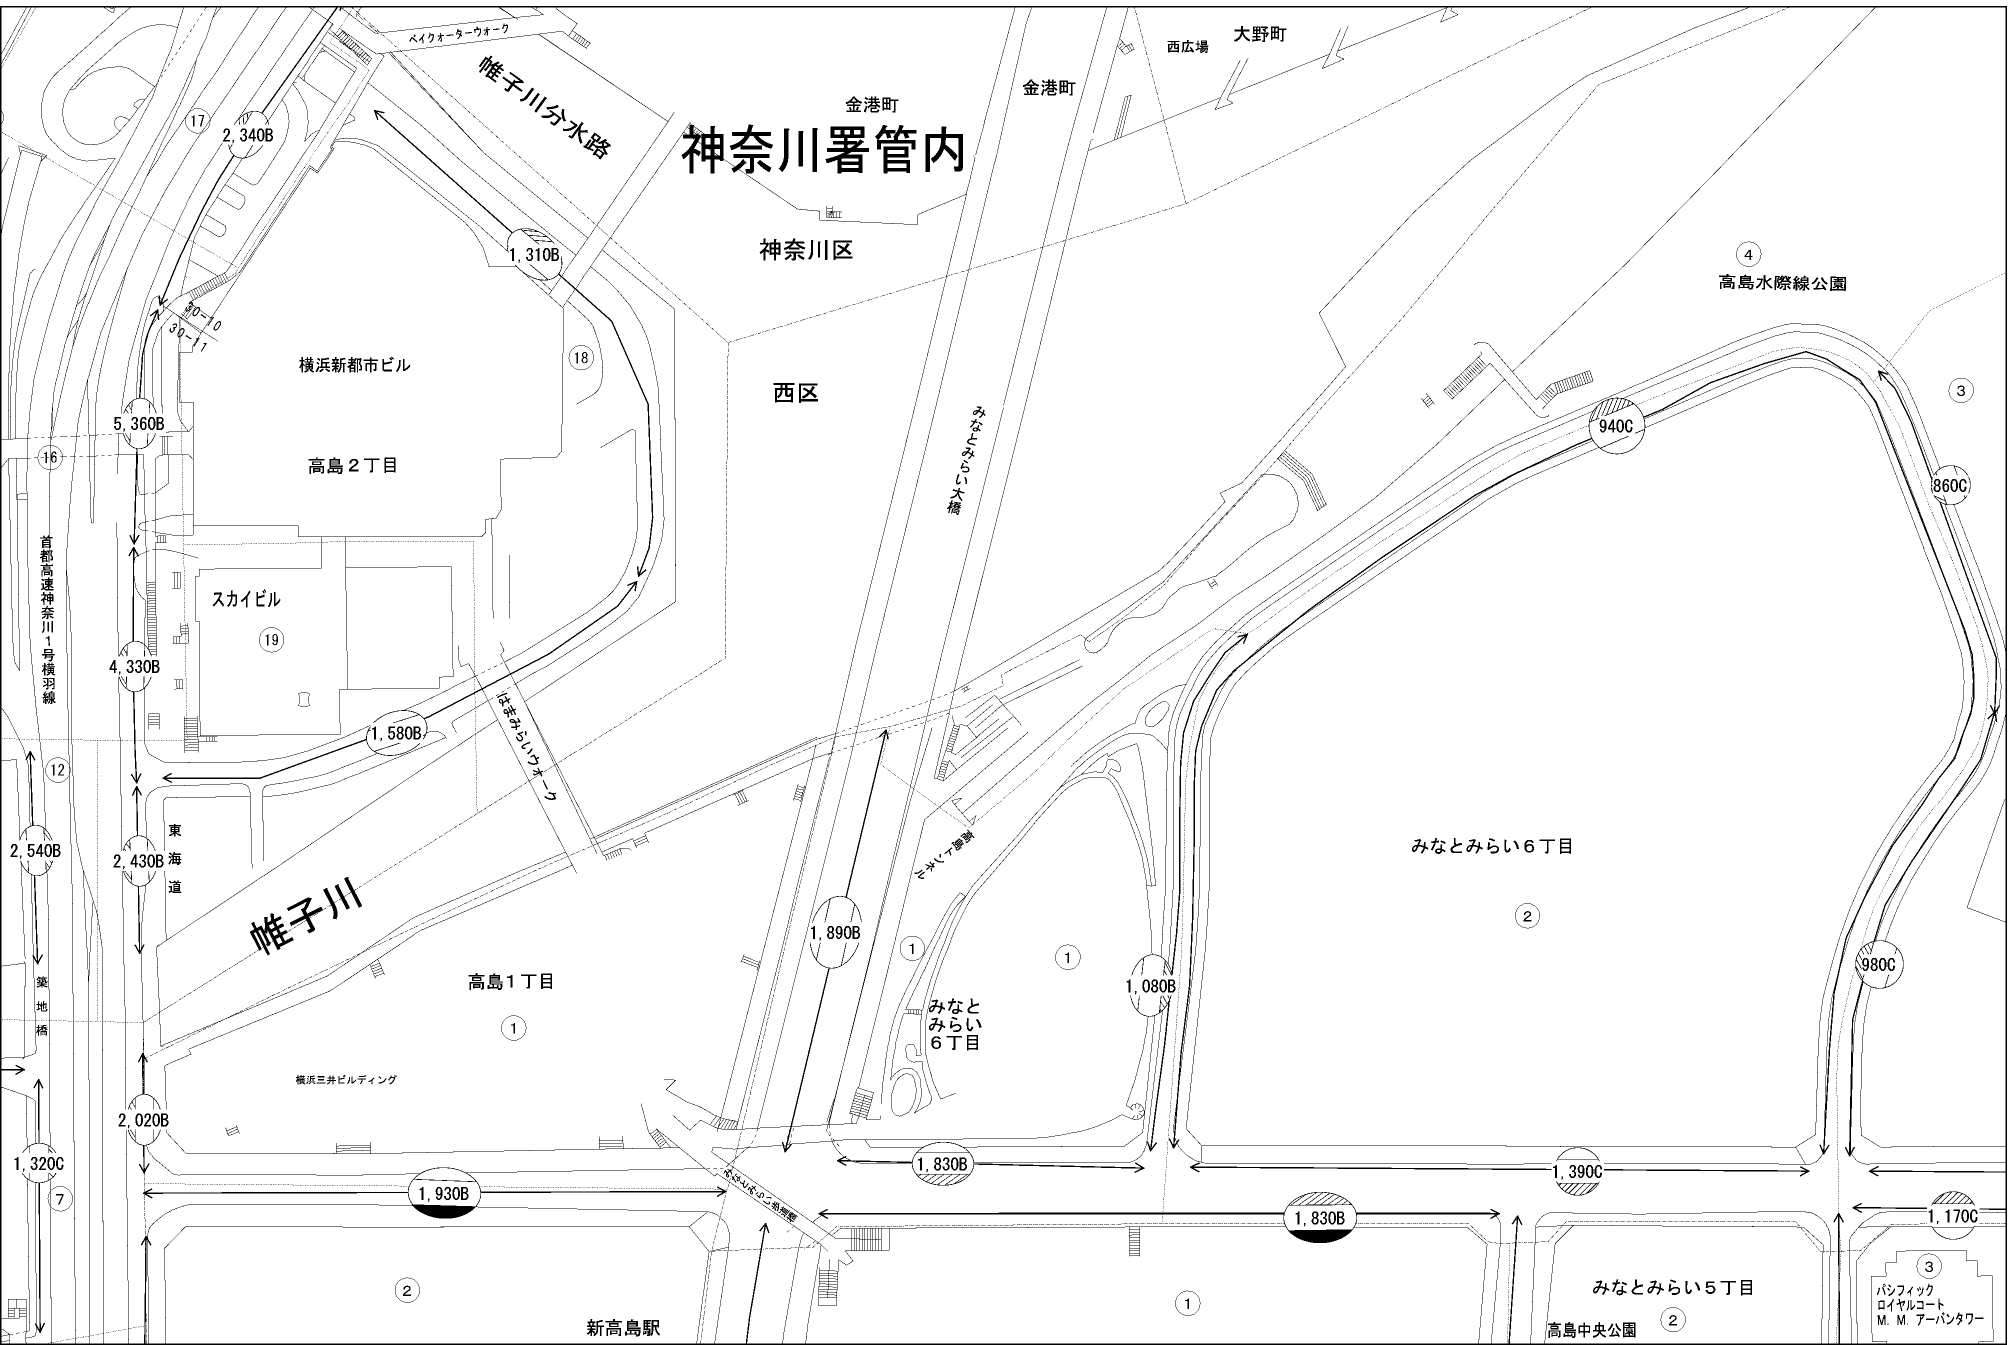 ベイクォーターウォーク
大野町
西広場
金港町
金港町
帷子川分水路
神奈川署管内
⑰
2,340B
1,310B
神奈川区
④
高島水際線公園
30-10
30-11
⑱
横浜新都市ビル
西区
③
5,360B
みなとみらい大橋
940C
⑯
高島2丁目
860C
首都高速神奈川1号横羽線
スカイビル
⑲
4,330B
はまみらいウォーク
1,580B
⑫
東海道
2,540B
2,430B
高島トンネル
みなとみらい6丁目
②
帷子川
1,890B
①
①
980C
築地橋
高島1丁目
①
1,080B
みなと
みらい
6丁目
横浜三井ビルディング
2,020B
1,320C
⑦
1,830B
1,390C
1,930B
みなとみらい歩道橋
1,830B
1,170C
②
①
新高島駅
みなとみらい5丁目
②
高島中央公園
③
パシフィック
ロイヤルコート
M.M.アーバンタワー